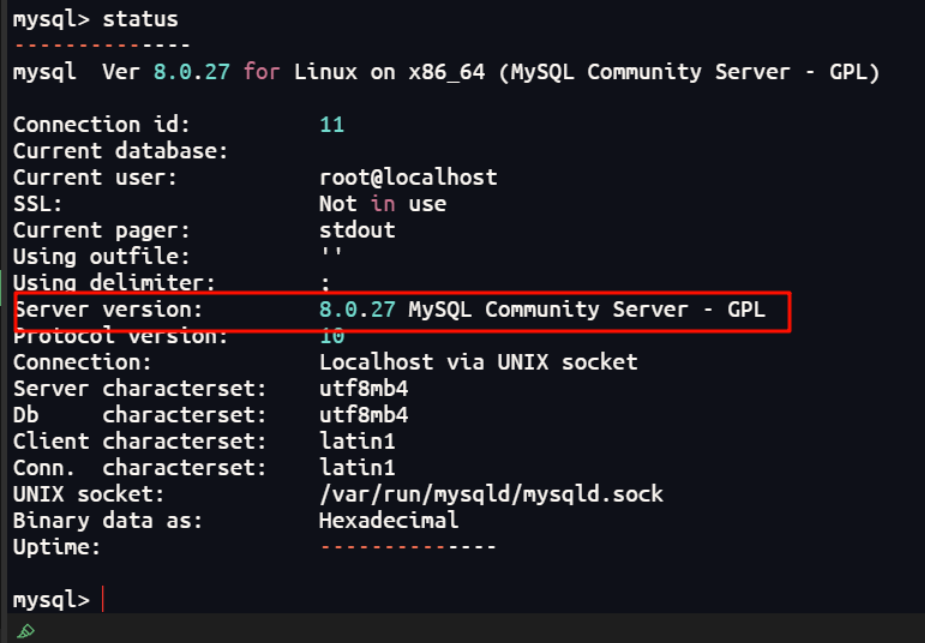 mysql> status
--------------
mysql  Ver 8.0.27 for Linux on x86_64 (MySQL Community Server - GPL)

Connection id:          11
Current database:
Current user:           root@localhost
SSL:                    Not in use
Current pager:          stdout
Using outfile:          ''
Using delimiter:        ;
Server version:         8.0.27 MySQL Community Server - GPL
Protocol version:       10
Connection:             Localhost via UNIX socket
Server characterset:    utf8mb4
Db     characterset:    utf8mb4
Client characterset:    latin1
Conn.  characterset:    latin1
UNIX socket:            /var/run/mysqld/mysqld.sock
Binary data as:         Hexadecimal
Uptime:                 --------------

mysql>